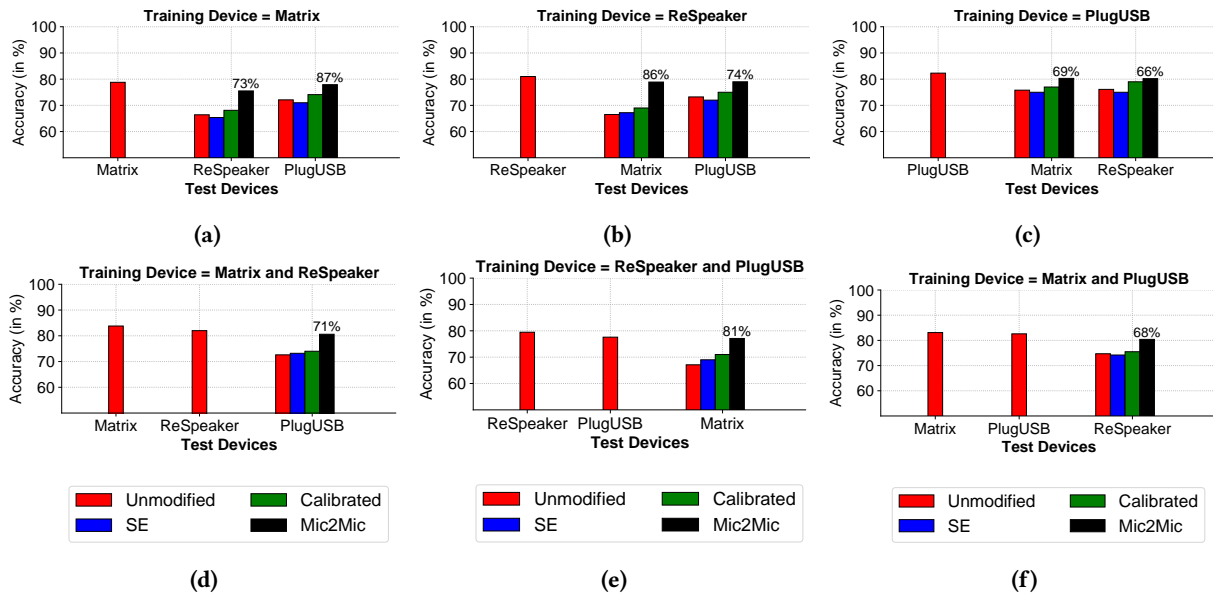 Training Device = Matrix
Accuracy (in %)
100
90
80
70
60
73%
87%
Matrix
ReSpeaker
PlugUSB
Test Devices
(a)
Training Device = ReSpeaker
Accuracy (in %)
100
90
80
70
60
86%
74%
ReSpeaker
Matrix
PlugUSB
Test Devices
(b)
Training Device = PlugUSB
Accuracy (in %)
100
90
80
70
60
69%
66%
PlugUSB
Matrix
ReSpeaker
Test Devices
(c)
Training Device = Matrix and ReSpeaker
Accuracy (in %)
100
90
80
70
60
71%
Matrix
ReSpeaker
PlugUSB
Test Devices
Unmodified
SE
Calibrated
Mic2Mic
(d)
Training Device = ReSpeaker and PlugUSB
Accuracy (in %)
100
90
80
70
60
81%
ReSpeaker
PlugUSB
Matrix
Test Devices
Unmodified
SE
Calibrated
Mic2Mic
(e)
Training Device = Matrix and PlugUSB
Accuracy (in %)
100
90
80
70
60
68%
Matrix
PlugUSB
ReSpeaker
Test Devices
Unmodified
SE
Calibrated
Mic2Mic
(f)